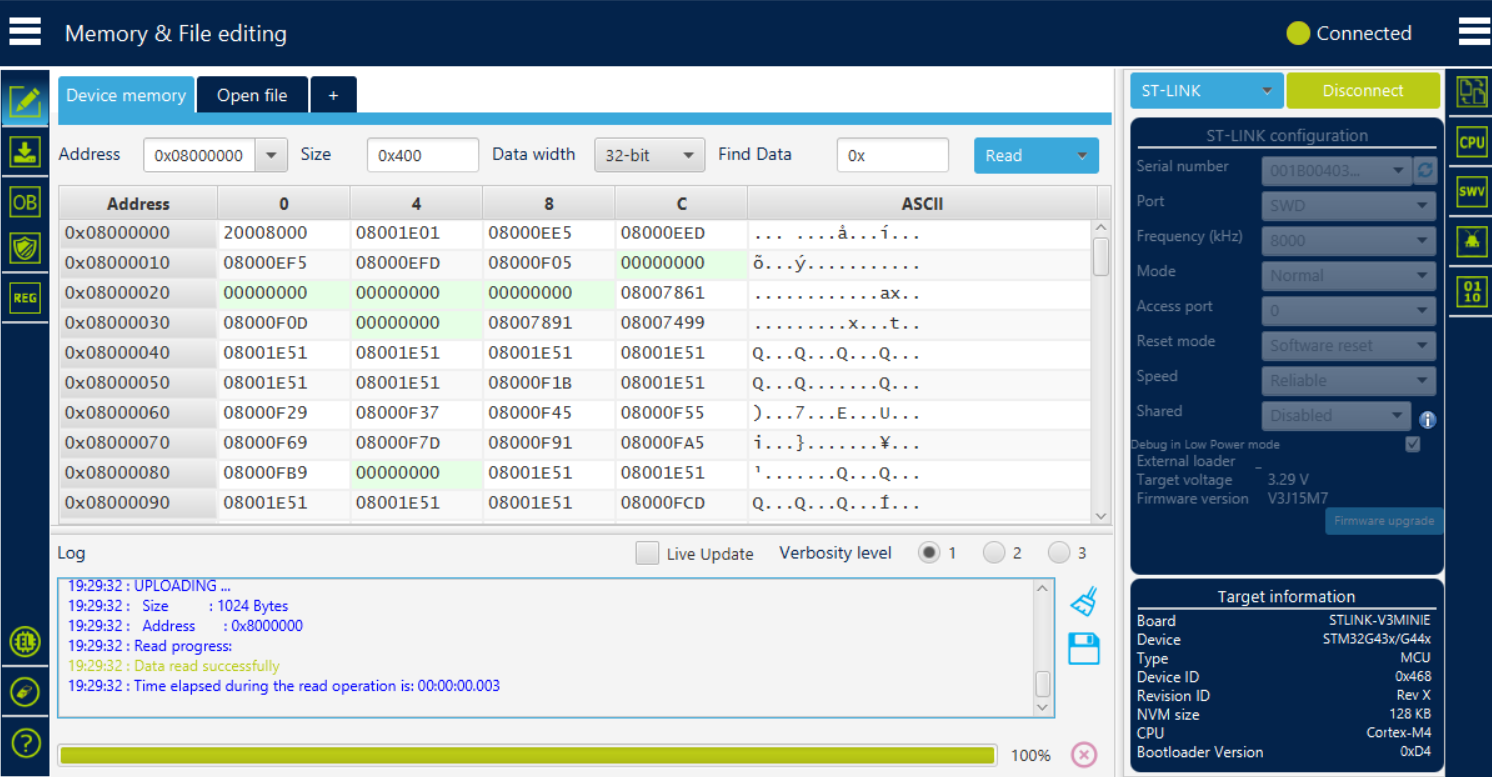 Memory & File editing
Connected
Device memory Open file +
Address 0x08000000 Size 0x400 Data width 32-bit Find Data 0x Read
Address 0 4 8 C ASCII
0x08000000 20008000 08001E01 08000EE5 08000EED ... ....å...í...
0x08000010 08000EF5 08000EFD 08000F05 00000000 õ...ý...........
0x08000020 00000000 00000000 00000000 08007861 ............ax..
0x08000030 08000F0D 00000000 08007891 08007499 .........x...t..
0x08000040 08001E51 08001E51 08001E51 08001E51 Q...Q...Q...Q...
0x08000050 08001E51 08001E51 08000F1B 08001E51 Q...Q.......Q...
0x08000060 08000F29 08000F37 08000F45 08000F55 )...7...E...U...
0x08000070 08000F69 08000F7D 08000F91 08000FA5 i...}.......¥...
0x08000080 08000FB9 00000000 08001E51 08001E51 ¹.......Q...Q...
0x08000090 08001E51 08001E51 08001E51 08000FCD Q...Q...Q...Í...
Log Live Update Verbosity level 1 2 3
19:29:32 : UPLOADING ...
19:29:32 : Size : 1024 Bytes
19:29:32 : Address : 0x8000000
19:29:32 : Read progress:
19:29:32 : Data read successfully
19:29:32 : Time elapsed during the read operation is: 00:00:00.003
100%
ST-LINK Disconnect
ST-LINK configuration
Serial number 001B00403...
Port SWD
Frequency (kHz) 8000
Mode Normal
Access port 0
Reset mode Software reset
Speed Reliable
Shared Disabled
Debug in Low Power mode
External loader _
Target voltage 3.29 V
Firmware version V3J15M7
Firmware upgrade
Target information
Board STLINK-V3MINIE
Device STM32G43x/G44x
Type MCU
Device ID 0x468
Revision ID Rev X
NVM size 128 KB
CPU Cortex-M4
Bootloader Version 0xD4
OB
REG
CPU
SWV
01
10
?